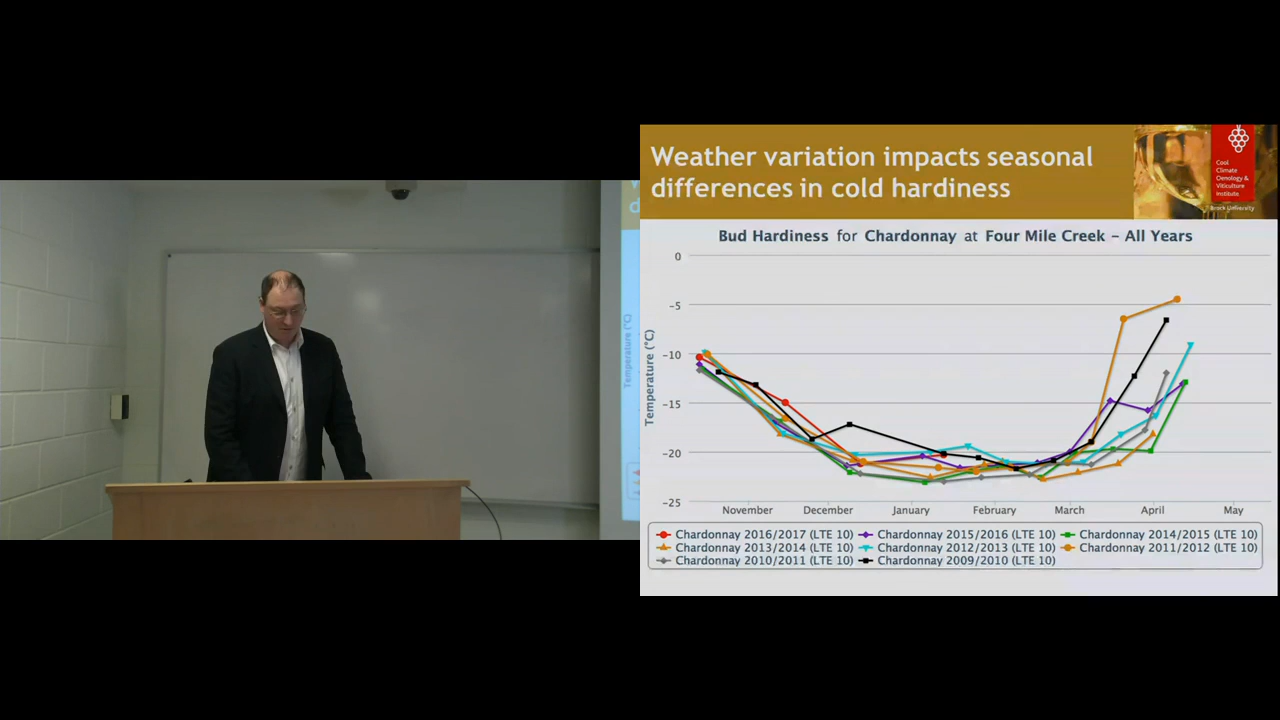 Weather variation impacts seasonal
differences in cold hardiness
Cool
Climate
Oenology &
Viticulture
Institute
Brock University
Bud Hardiness for Chardonnay at Four Mile Creek – All Years
Temperature (°C)
0
-5
-10
-15
-20
-25
November December January February March April May
Chardonnay 2016/2017 (LTE 10) Chardonnay 2015/2016 (LTE 10) Chardonnay 2014/2015 (LTE 10)
Chardonnay 2013/2014 (LTE 10) Chardonnay 2012/2013 (LTE 10) Chardonnay 2011/2012 (LTE 10)
Chardonnay 2010/2011 (LTE 10) Chardonnay 2009/2010 (LTE 10)
Temperature (°C)